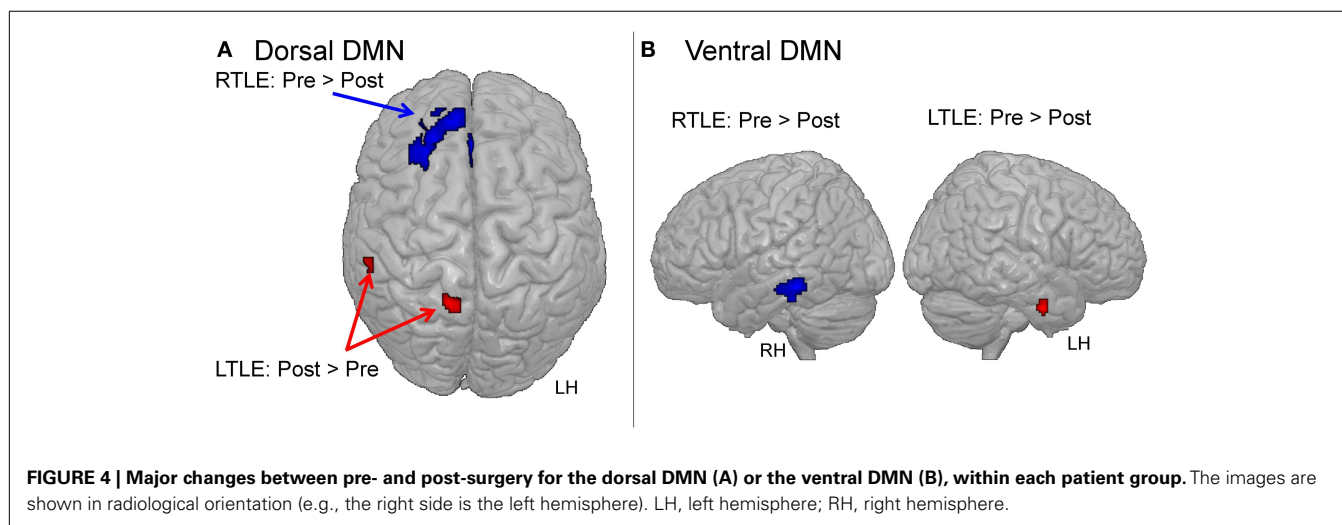 A Dorsal DMN
RTLE: Pre > Post
LTLE: Post > Pre
LH
B Ventral DMN
RTLE: Pre > Post
LTLE: Pre > Post
RH
LH
FIGURE 4 | Major changes between pre- and post-surgery for the dorsal DMN (A) or the ventral DMN (B), within each patient group. The images are
shown in radiological orientation (e.g., the right side is the left hemisphere). LH, left hemisphere; RH, right hemisphere.